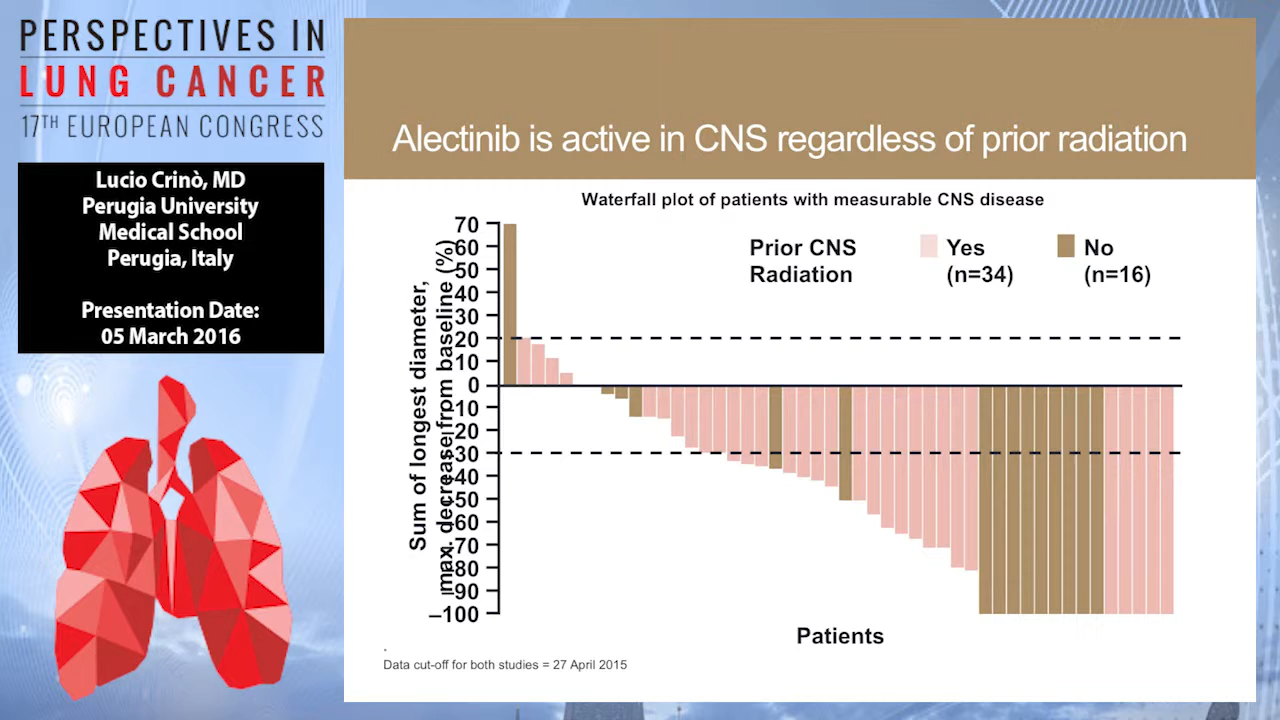 PERSPECTIVES IN
LUNG CANCER
17TH EUROPEAN CONGRESS
Lucio Crinò, MD
Perugia University
Medical School
Perugia, Italy
Presentation Date:
05 March 2016
Alectinib is active in CNS regardless of prior radiation
Waterfall plot of patients with measurable CNS disease
Prior CNS
Radiation
Yes
(n=34)
No
(n=16)
Sum of longest diameter,
max. decrease from baseline (%)
70
60
50
40
30
20
10
0
–10
–20
–30
–40
–50
–60
–70
–80
–90
–100
Patients
.
Data cut-off for both studies = 27 April 2015